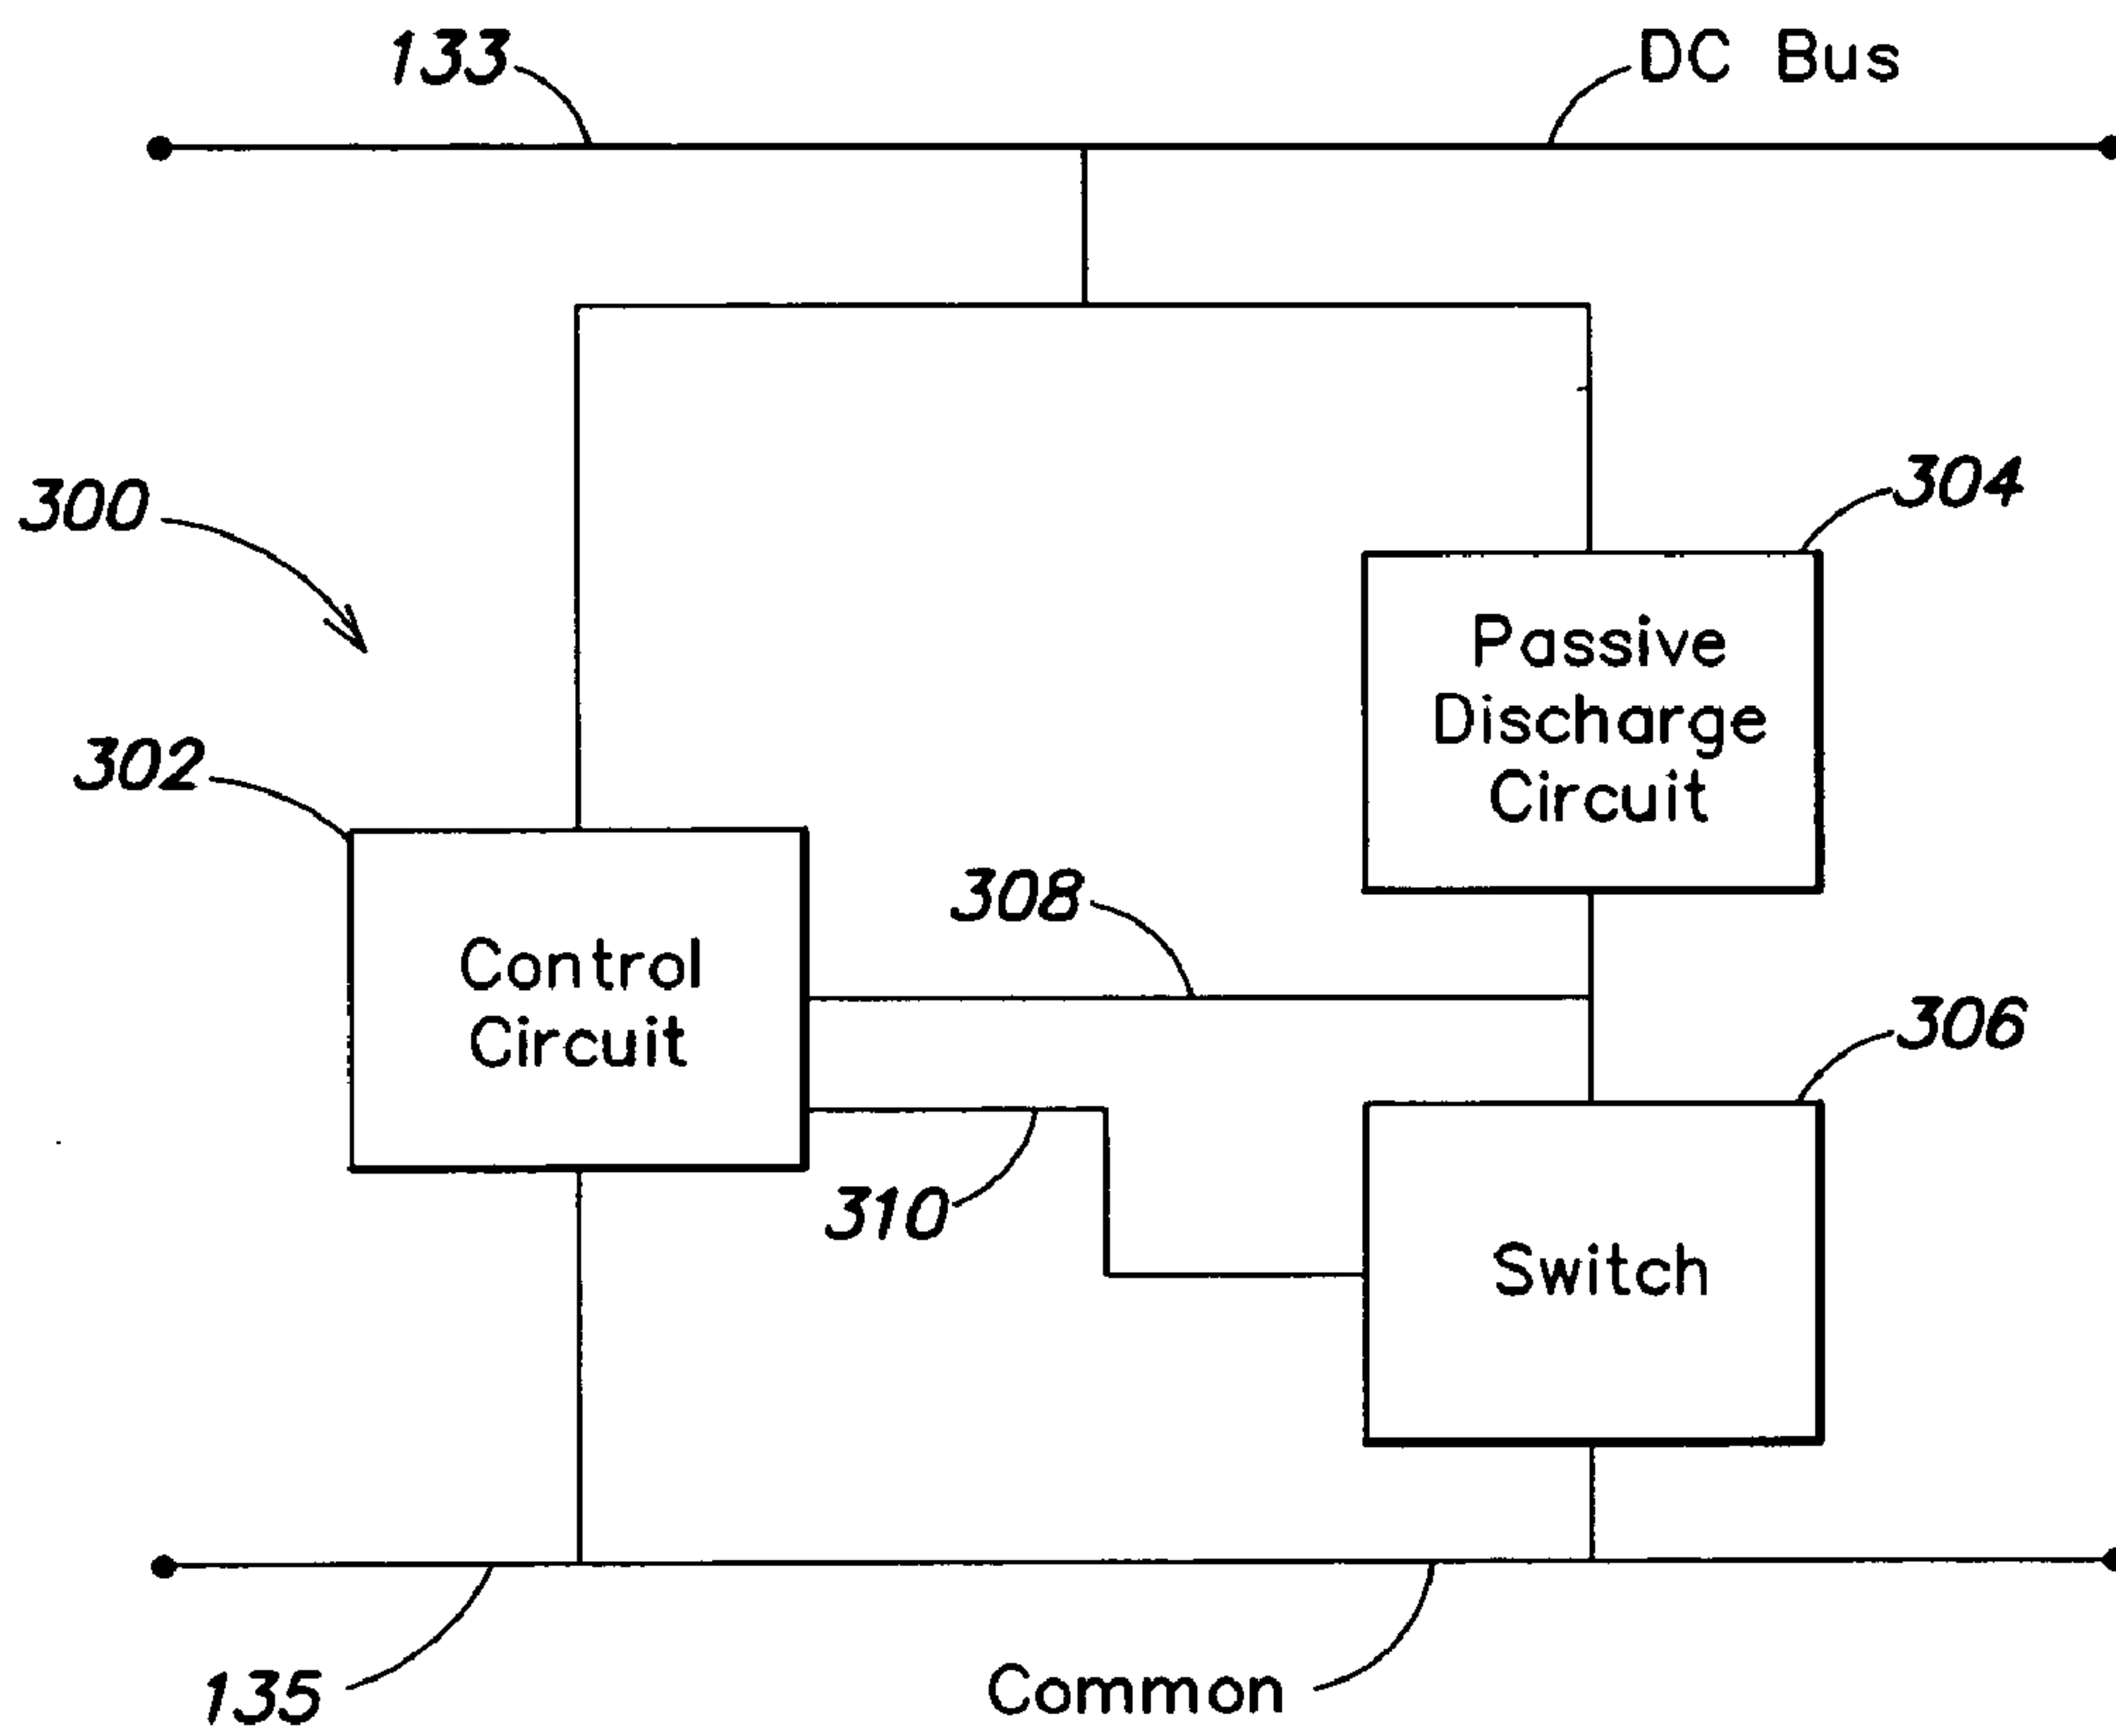 133
DC Bus
300
304
Passive
Discharge
Circuit
302
308
Control
Circuit
306
310
Switch
135
Common